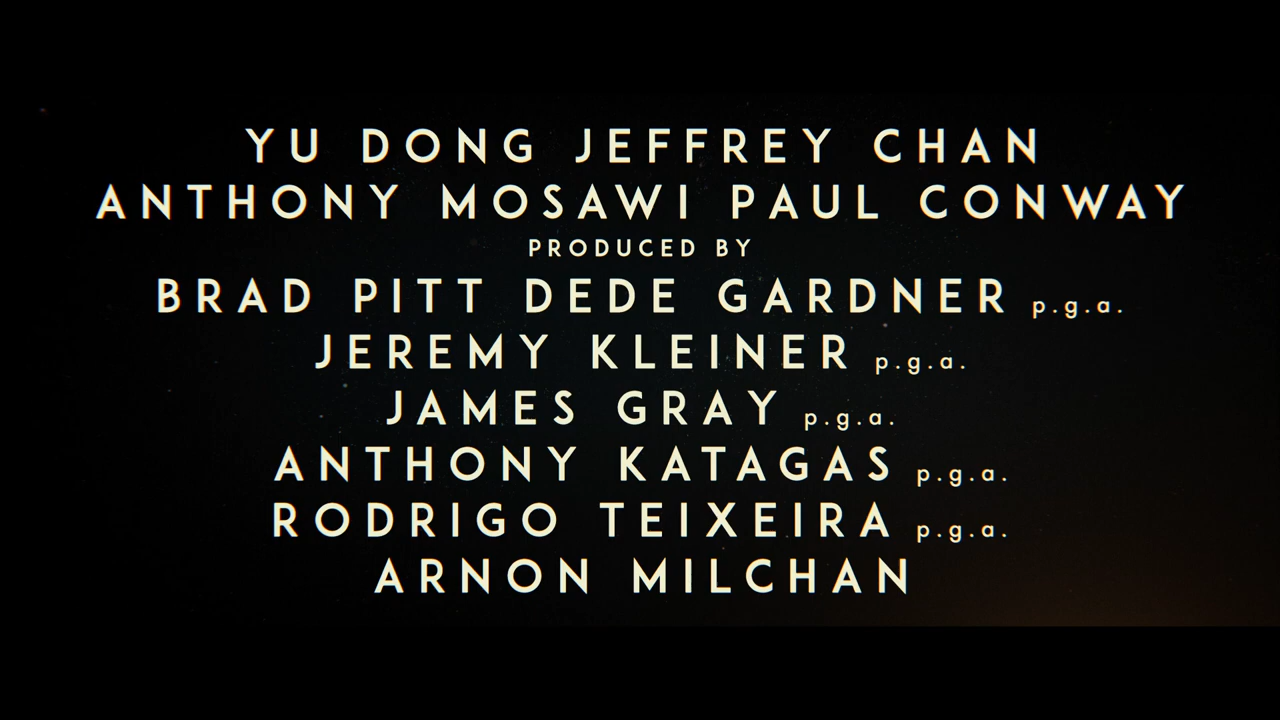 YU DONG JEFFREY CHAN
ANTHONY MOSAWI PAUL CONWAY
PRODUCED BY
BRAD PITT DEDE GARDNER p.g.a.
JEREMY KLEINER p.g.a.
JAMES GRAY p.g.a.
ANTHONY KATAGAS p.g.a.
RODRIGO TEIXEIRA p.g.a.
ARNON MILCHAN